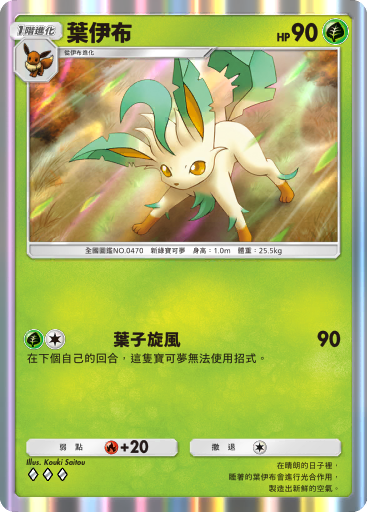 1階進化
葉伊布
HP 90
從伊布進化
全國圖鑑NO.0470 新綠寶可夢 身高：1.0m 體重：25.5kg
葉子旋風 90
在下個自己的回合，這隻寶可夢無法使用招式。
弱點 +20 撤退
Illus. Kouki Saitou
在晴朗的日子裡，
睡著的葉伊布會進行光合作用，
製造出新鮮的空氣。